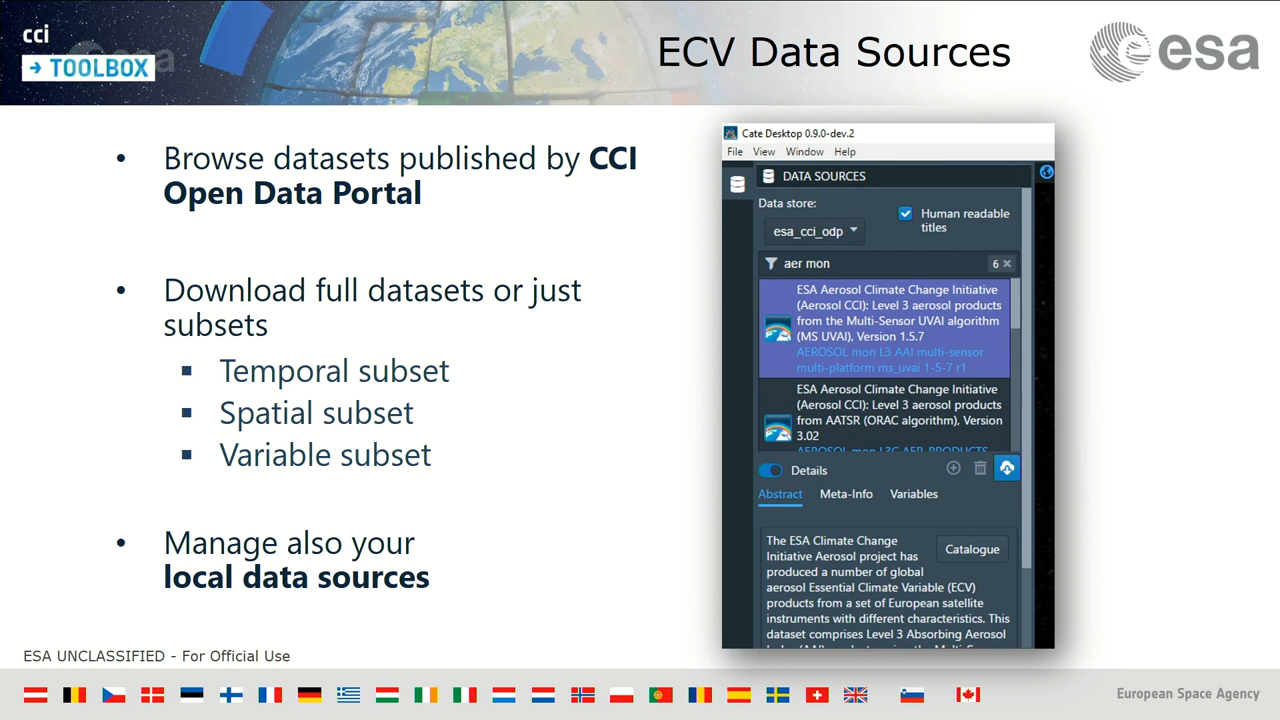 cci
→ TOOLBOX
ECV Data Sources
esa
• Browse datasets published by CCI
Open Data Portal
• Download full datasets or just
subsets
▪ Temporal subset
▪ Spatial subset
▪ Variable subset
• Manage also your
local data sources
Cate Desktop 0.9.0-dev.2
File View Window Help
DATA SOURCES
Data store:
esa_cci_odp
Human readable
titles
aer mon 6
ESA Aerosol Climate Change Initiative
(Aerosol CCI): Level 3 aerosol products
from the Multi-Sensor UVAI algorithm
(MS UVAI), Version 1.5.7
AEROSOL mon L3 AAI multi-sensor
multi-platform ms_uvai 1-5-7 r1
ESA Aerosol Climate Change Initiative
(Aerosol CCI): Level 3 aerosol products
from AATSR (ORAC algorithm), Version
3.02
AEROSOL mon L3C AER_PRODUCTS
Details
Abstract Meta-Info Variables
Catalogue
The ESA Climate Change
Initiative Aerosol project has
produced a number of global
aerosol Essential Climate Variable (ECV)
products from a set of European satellite
instruments with different characteristics. This
dataset comprises Level 3 Absorbing Aerosol
ESA UNCLASSIFIED - For Official Use
European Space Agency